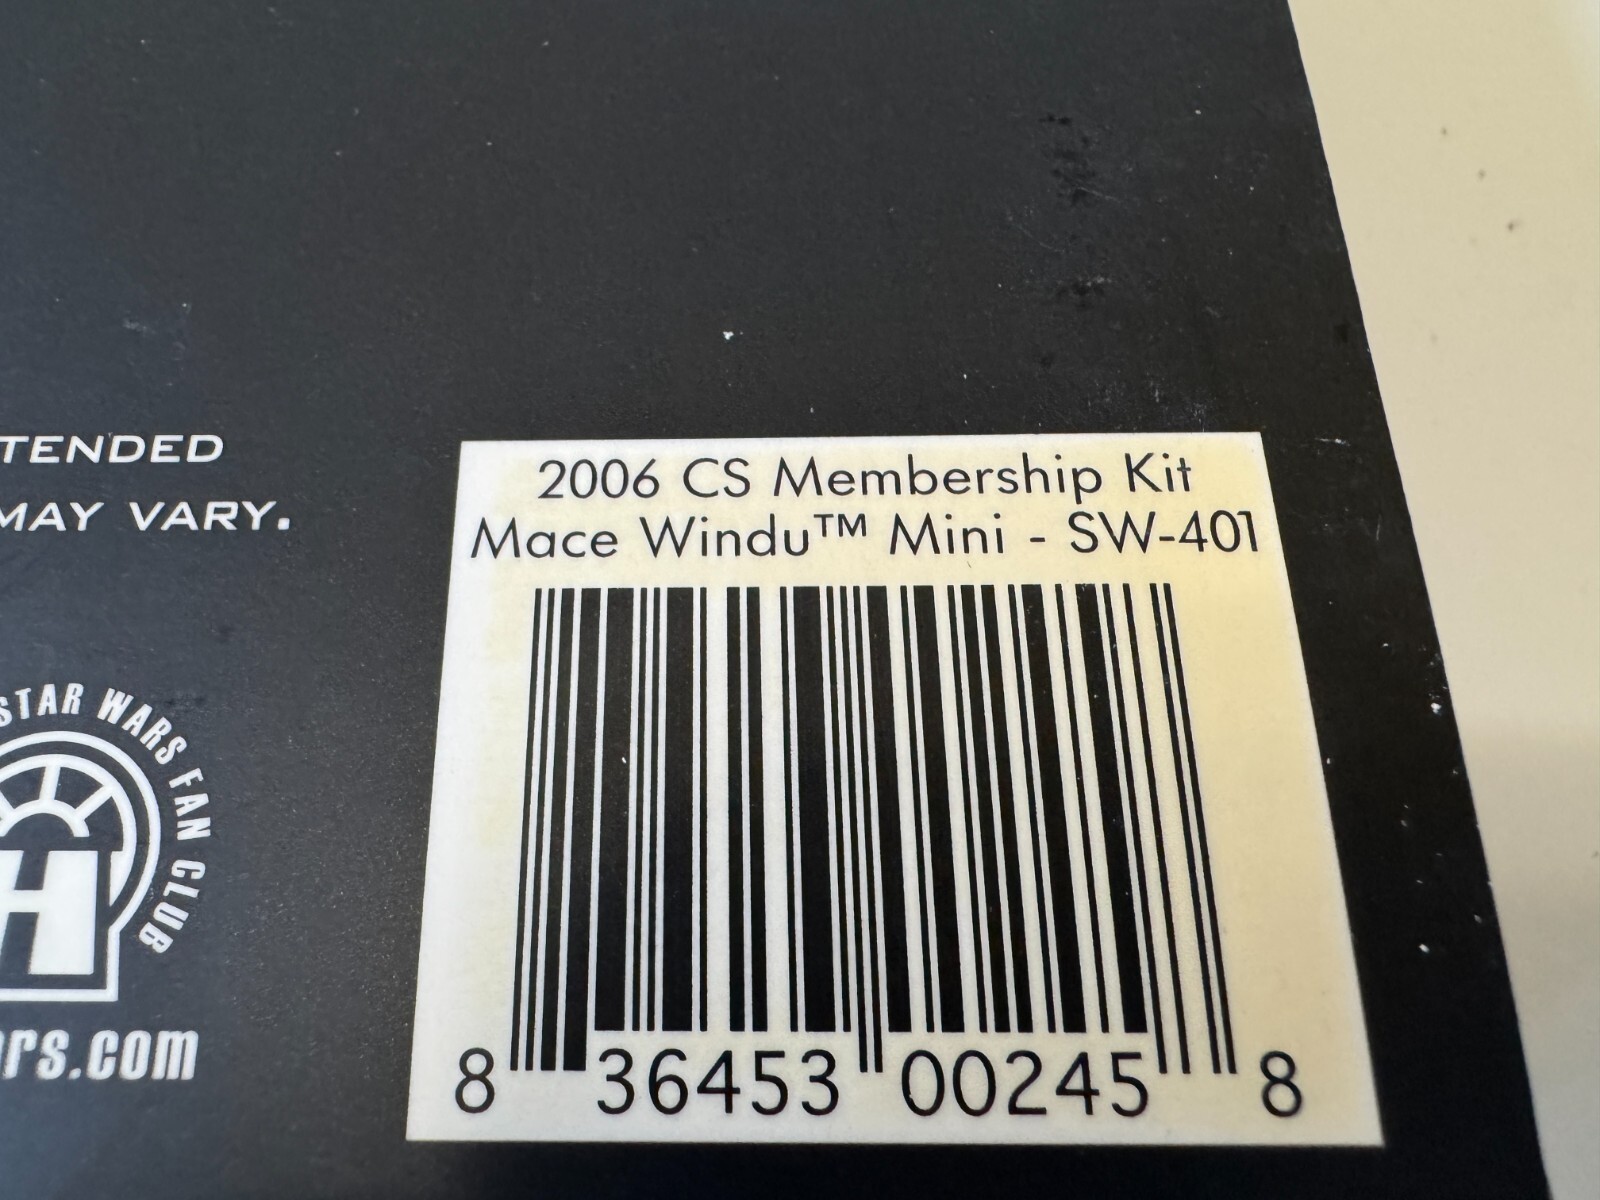 TENDED
MAY VARY.
2006 CS Membership Kit
Mace Windu™ Mini - SW-401
STAR WARS FAN CLUB
H
rs.com
8 36453 00245 8